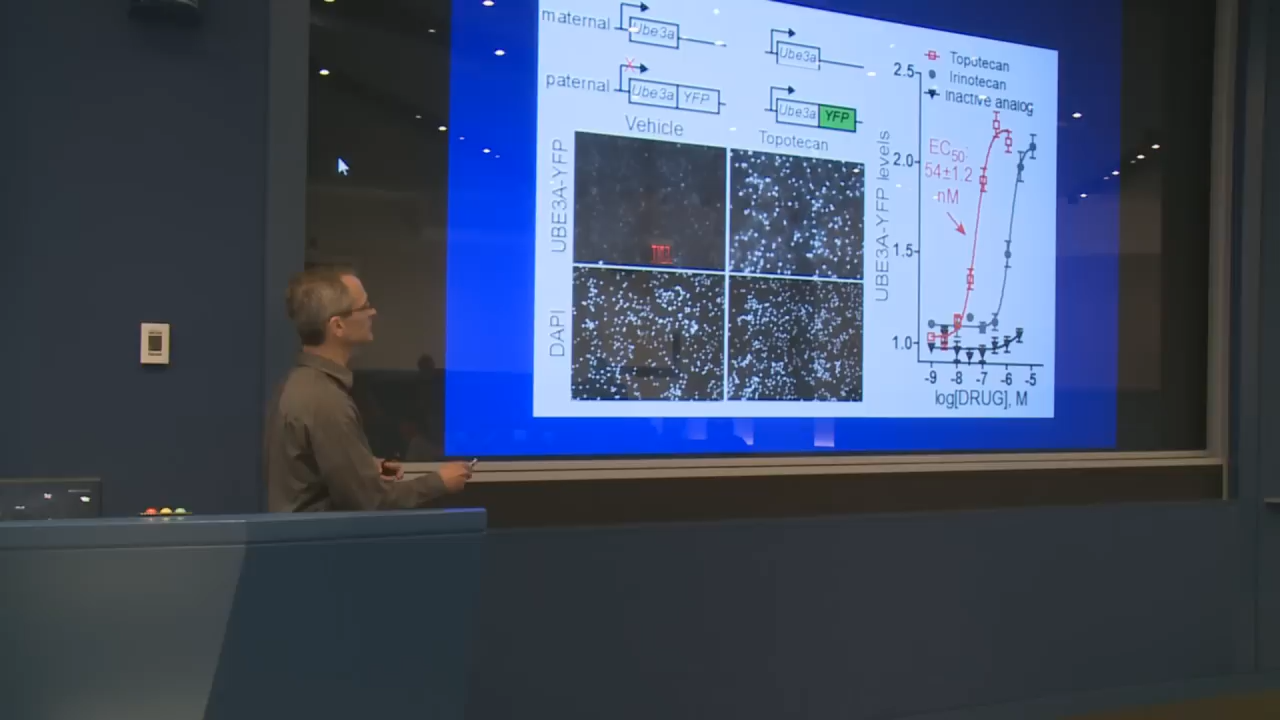 maternal
Ube3a
Ube3a
paternal
X
Ube3a YFP
Ube3a YFP
Vehicle
Topotecan
UBE3A-YFP
DAPI
UBE3A-YFP levels
2.5
2.0
1.5
1.0
Topotecan
Irinotecan
Inactive analog
EC50:
54±1.2
nM
-9 -8 -7 -6 -5
log[DRUG], M